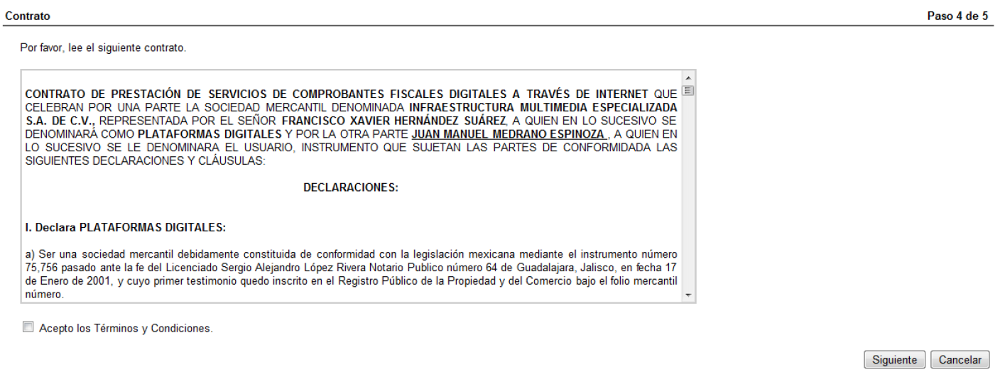 Contrato
Paso 4 de 5
Por favor, lee el siguiente contrato.
CONTRATO DE PRESTACIÓN DE SERVICIOS DE COMPROBANTES FISCALES DIGITALES A TRAVÉS DE INTERNET QUE
CELEBRAN POR UNA PARTE LA SOCIEDAD MERCANTIL DENOMINADA INFRAESTRUCTURA MULTIMEDIA ESPECIALIZADA
S.A. DE C.V., REPRESENTADA POR EL SEÑOR FRANCISCO XAVIER HERNÁNDEZ SUÁREZ, A QUIEN EN LO SUCESIVO SE
DENOMINARÁ COMO PLATAFORMAS DIGITALES Y POR LA OTRA PARTE JUAN MANUEL MEDRANO ESPINOZA , A QUIEN EN
LO SUCESIVO SE LE DENOMINARA EL USUARIO, INSTRUMENTO QUE SUJETAN LAS PARTES DE CONFORMIDADA LAS
SIGUIENTES DECLARACIONES Y CLÁUSULAS:
DECLARACIONES:
I. Declara PLATAFORMAS DIGITALES:
a) Ser una sociedad mercantil debidamente constituida de conformidad con la legislación mexicana mediante el instrumento número
75,756 pasado ante la fe del Licenciado Sergio Alejandro López Rivera Notario Publico número 64 de Guadalajara, Jalisco, en fecha 17
de Enero de 2001, y cuyo primer testimonio quedo inscrito en el Registro Público de la Propiedad y del Comercio bajo el folio mercantil
número.
Acepto los Términos y Condiciones.
Siguiente
Cancelar